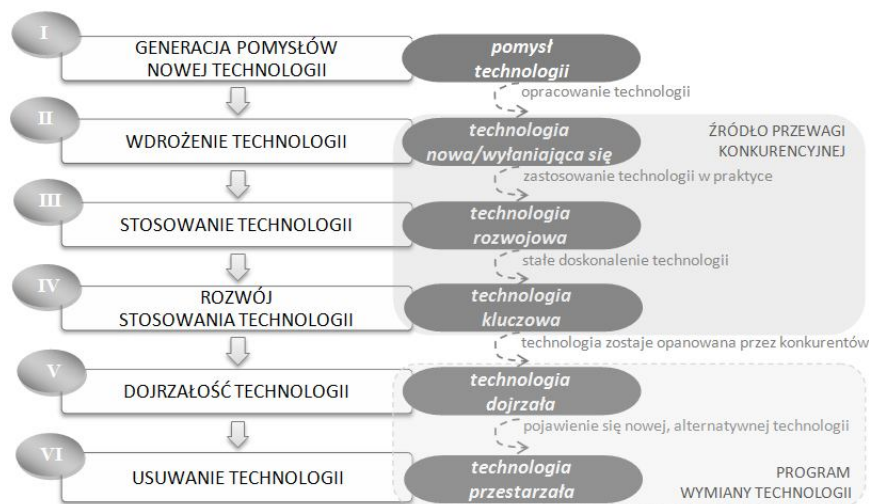 I
GENERACJA POMYSŁÓW
NOWEJ TECHNOLOGII
pomysł
technologii
opracowanie technologii
II
WDROŻENIE TECHNOLOGII
technologia
nowa/wyłaniająca się
ŹRÓDŁO PRZEWAGI
KONKURENCYJNEJ
zastosowanie technologii w praktyce
III
STOSOWANIE TECHNOLOGII
technologia
rozwojowa
stałe doskonalenie technologii
IV
ROZWÓJ
STOSOWANIA TECHNOLOGII
technologia
kluczowa
technologia zostaje opanowana przez konkurentów
V
DOJRZAŁOŚĆ TECHNOLOGII
technologia
dojrzała
pojawienie się nowej, alternatywnej technologii
VI
USUWANIE TECHNOLOGII
technologia
przestarzała
PROGRAM
WYMIANY TECHNOLOGII